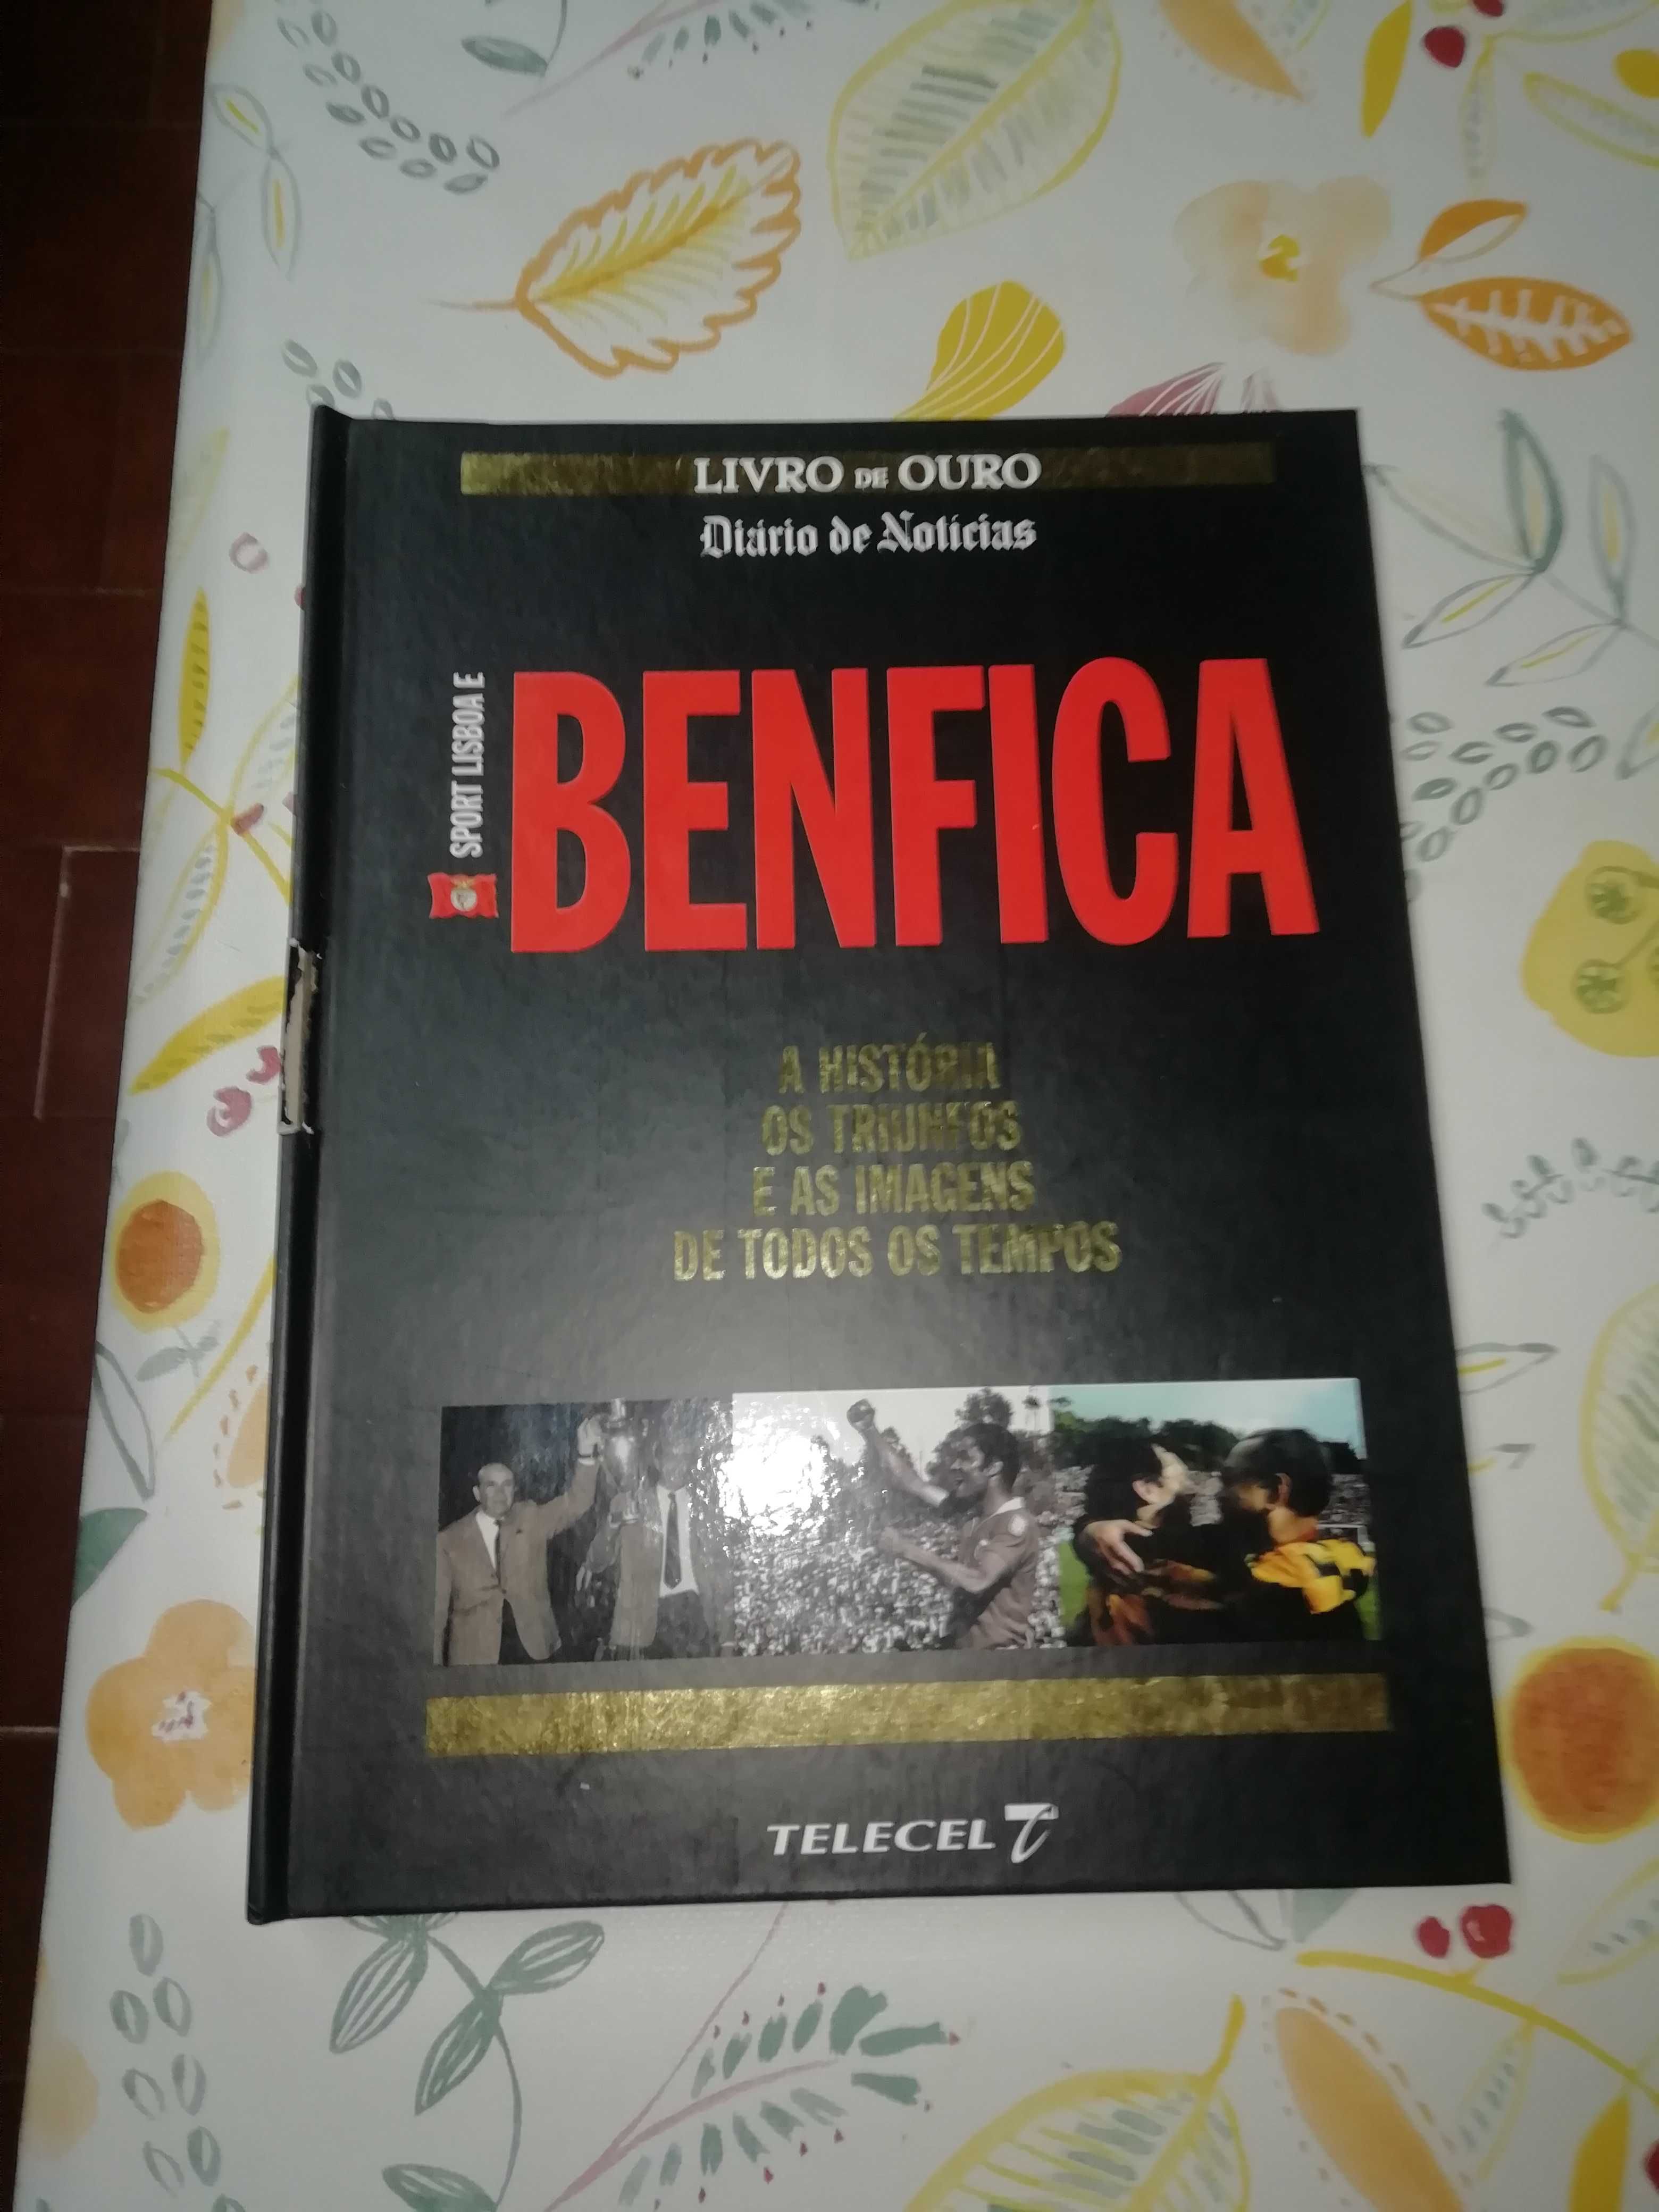 LIVRO DE OURO
Diário de Notícias
SPORT LISBOA E
BENFICA
A HISTÓRIA
OS TRIUNFOS
E AS IMAGENS
DE TODOS OS TEMPOS
TELECEL